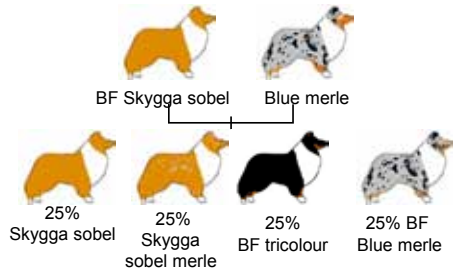 BF Skygga sobel
Blue merle
25%
Skygga sobel
25%
Skygga
sobel merle
25%
BF tricolour
25% BF
Blue merle